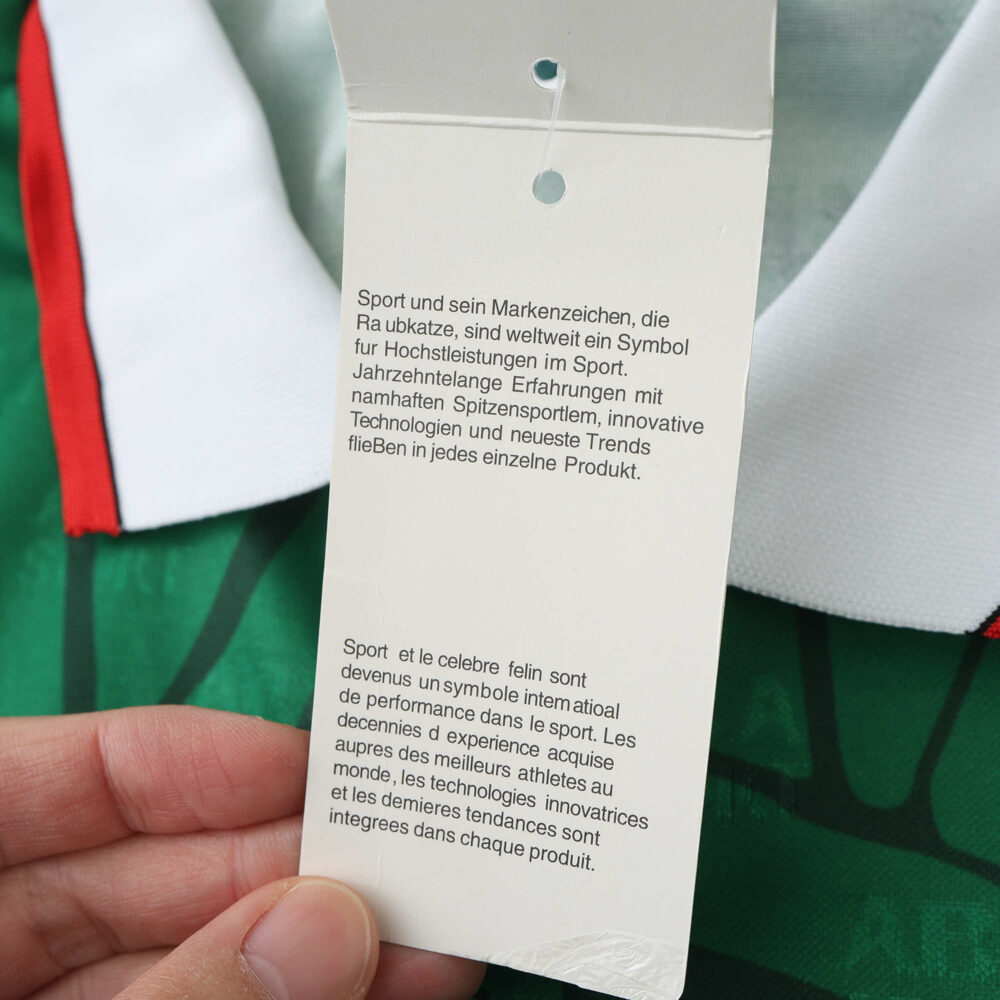 Sport und sein Markenzeichen, die
Ra ubkatze, sind weltweit ein Symbol
fur Hochstleistungen im Sport.
Jahrzehntelange Erfahrungen mit
namhaften Spitzensportlem, innovative
Technologien und neueste Trends
flieBen in jedes einzelne Produkt.
Sport et le celebre felin sont
devenus un symbole intematioal
de performance dans le sport. Les
decennies d experience acquise
aupres des meilleurs athletes au
monde, les technologies innovatrices
et les demieres tendances sont
integrees dans chaque produit.